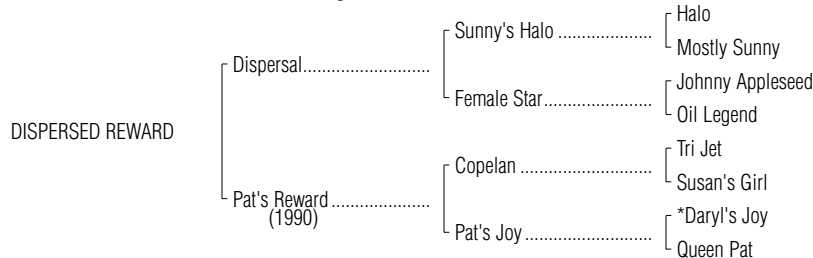 Halo
Sunny's Halo .....................
Mostly Sunny
Dispersal............................
Johnny Appleseed
Female Star........................
Oil Legend
DISPERSED REWARD
Tri Jet
Copelan .............................
Susan's Girl
Pat's Reward ......................
(1990)
*Daryl's Joy
Pat's Joy ............................
Queen Pat